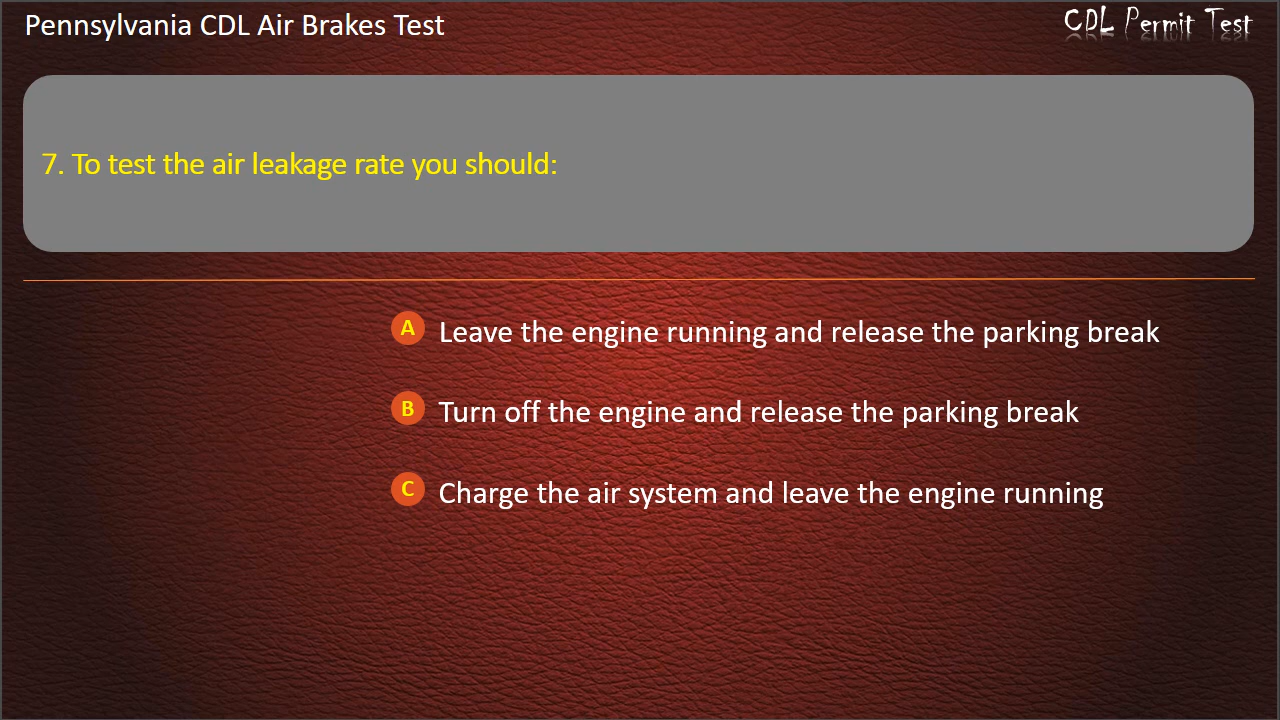 Pennsylvania CDL Air Brakes Test
CDL Permit Test
7. To test the air leakage rate you should:
A Leave the engine running and release the parking break
B Turn off the engine and release the parking break
C Charge the air system and leave the engine running